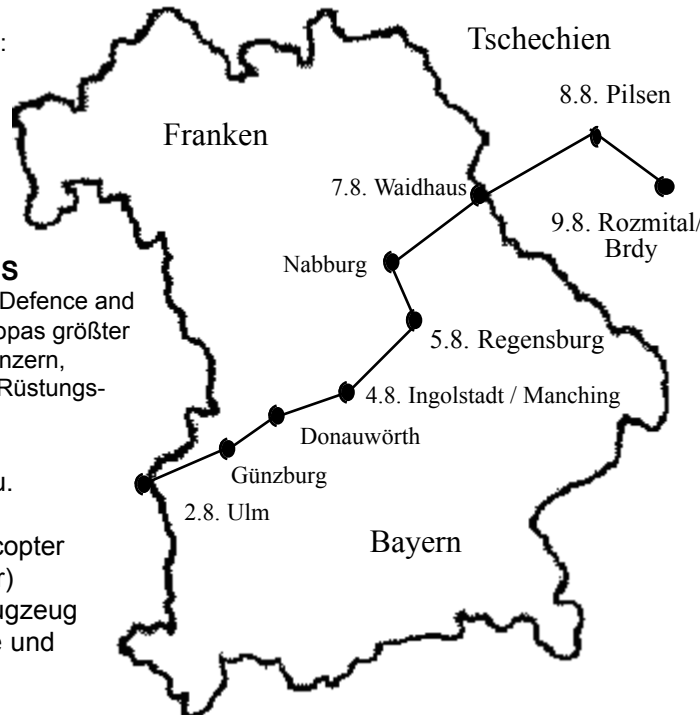 :
S
Defence and
opas größter
nzern,
Rüstungs-
u.
copter
r)
ugzeug
e und
Tschechien
8.8. Pilsen
Franken
7.8. Waidhaus
9.8. Rozmital/
Brdy
Nabburg
5.8. Regensburg
4.8. Ingolstadt / Manching
Donauwörth
Günzburg
2.8. Ulm
Bayern